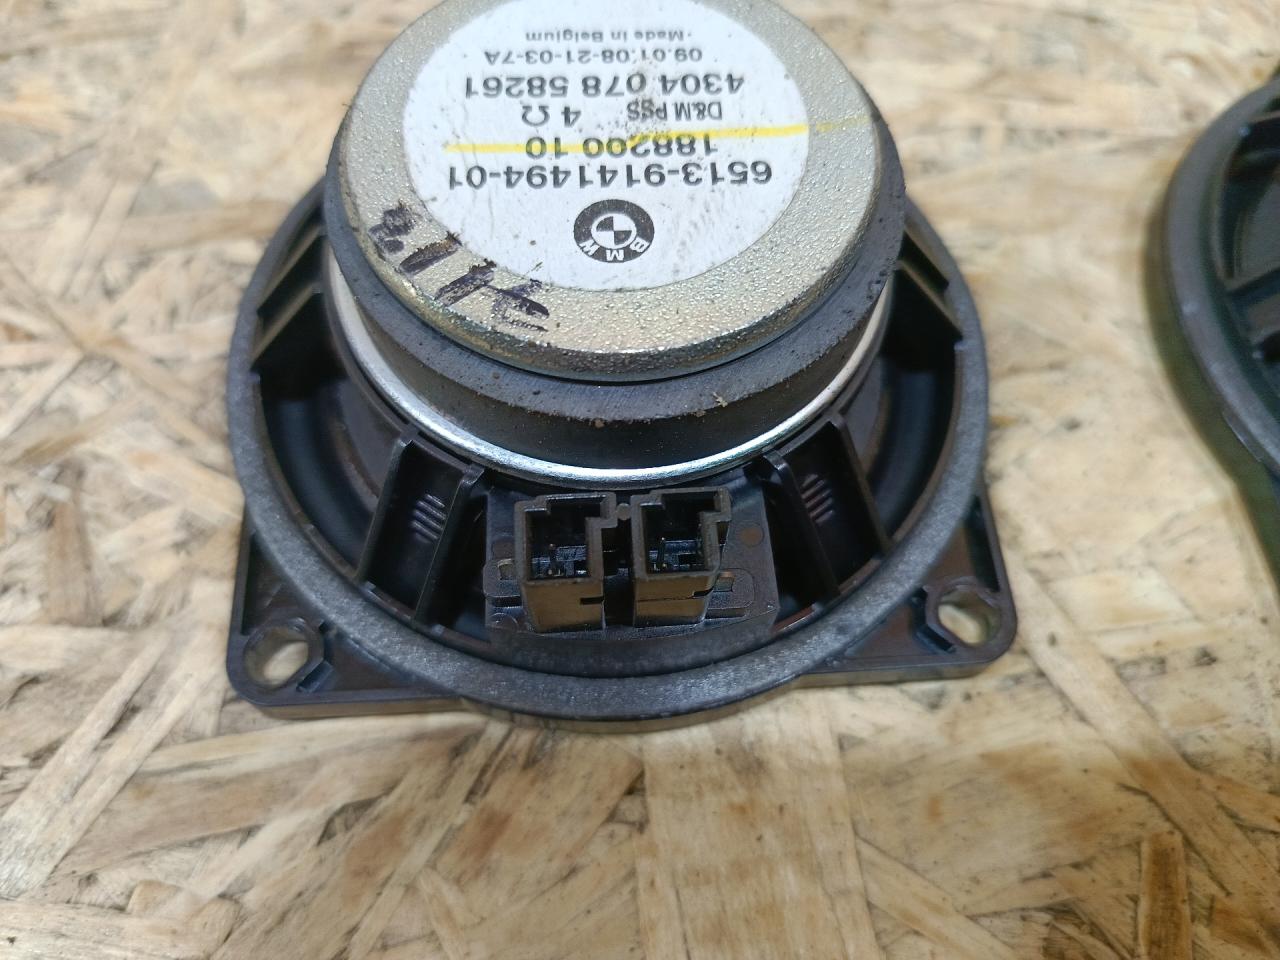 BMW
6513-9141494-01
188200 10
D&M PSS 4 Ω
4304 078 58261
09.01.08-21-03-7A
·Made in Belgium·